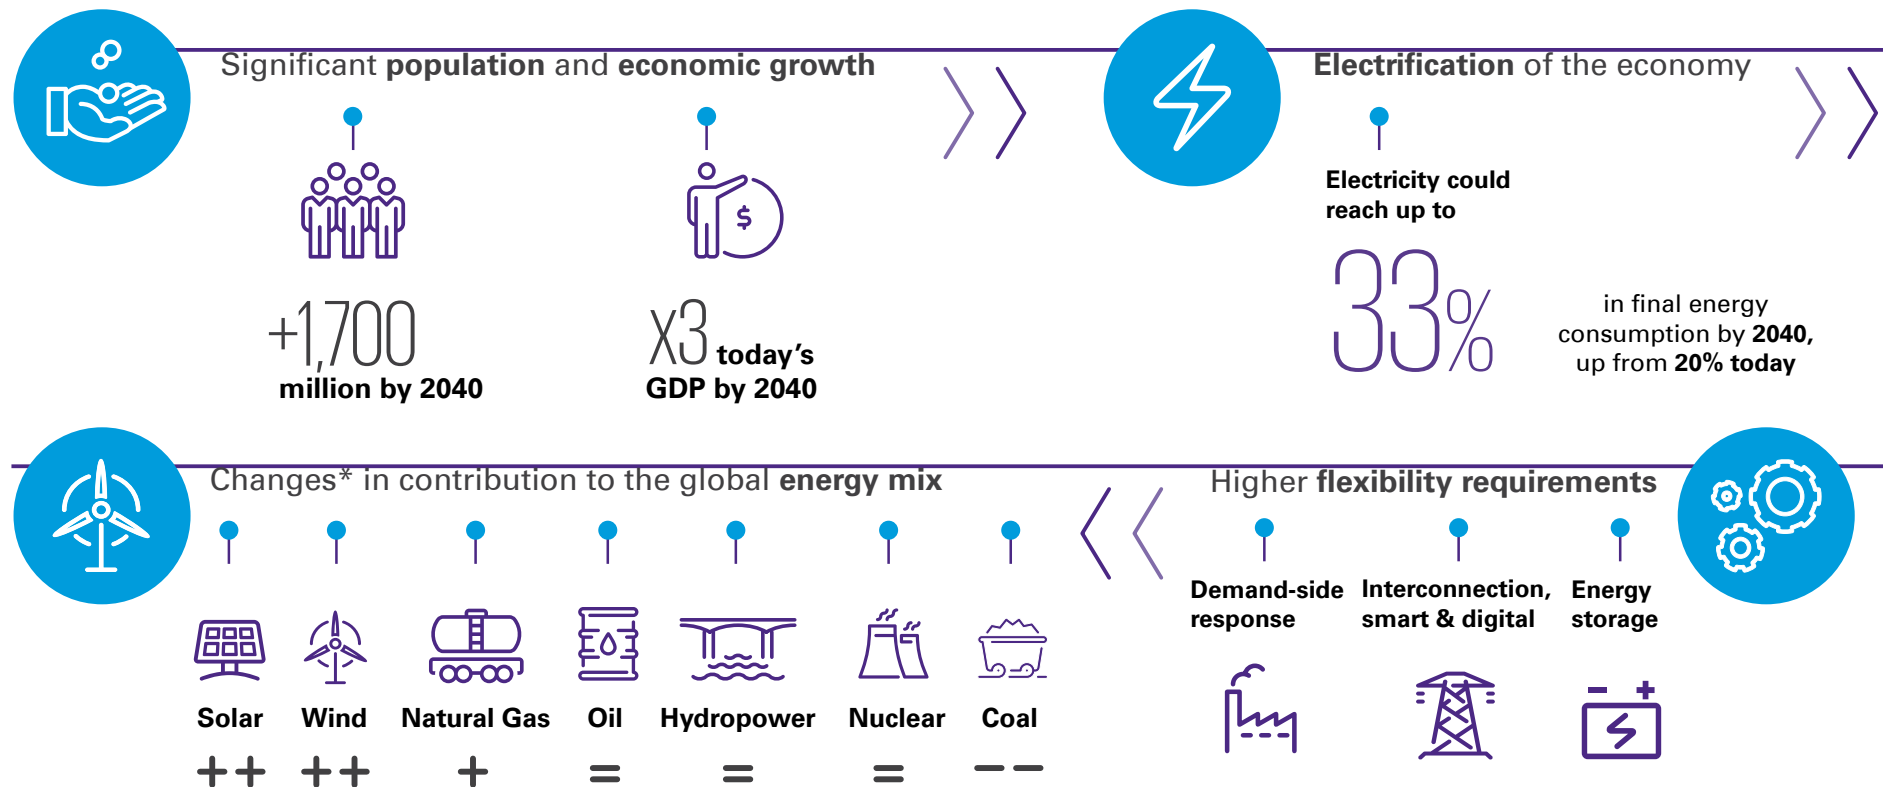 Significant population and economic growth
+1,700
million by 2040
$
X3 today's
GDP by 2040
Electrification of the economy
Electricity could
reach up to
33%
in final energy
consumption by 2040,
up from 20% today
Changes* in contribution to the global energy mix
Solar Wind Natural Gas Oil Hydropower Nuclear Coal
++ ++ + = = = − −
Higher flexibility requirements
Demand-side
response
Interconnection,
smart & digital
Energy
storage
− +